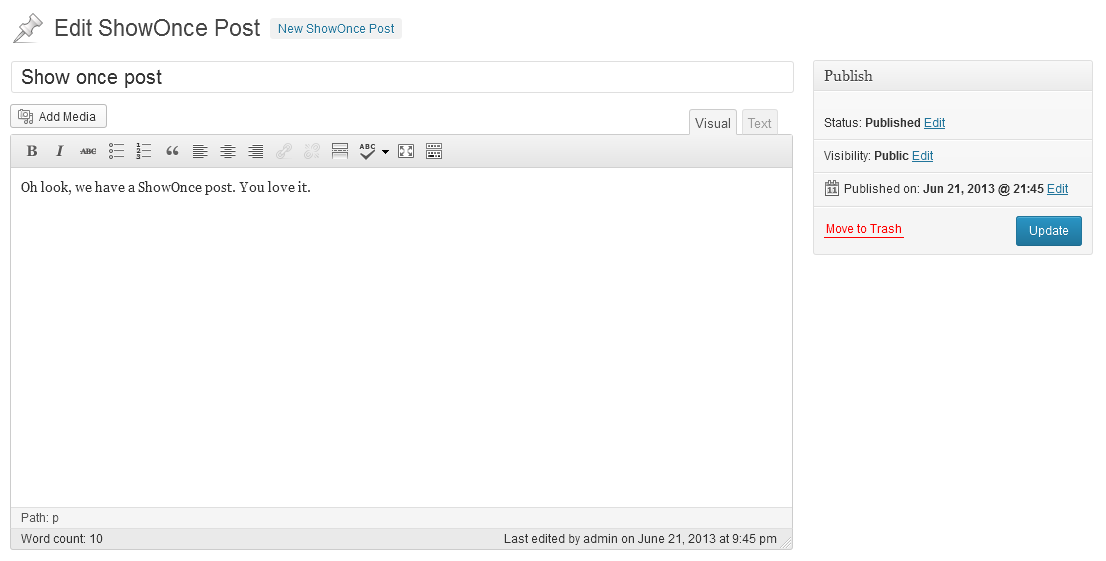 Edit ShowOnce Post New ShowOnce Post
Show once post
Add Media
Visual Text
B I ABC ABC
Oh look, we have a ShowOnce post. You love it.
Path: p
Word count: 10 Last edited by admin on June 21, 2013 at 9:45 pm
Publish
Status: Published Edit
Visibility: Public Edit
11 Published on: Jun 21, 2013 @ 21:45 Edit
Move to Trash Update